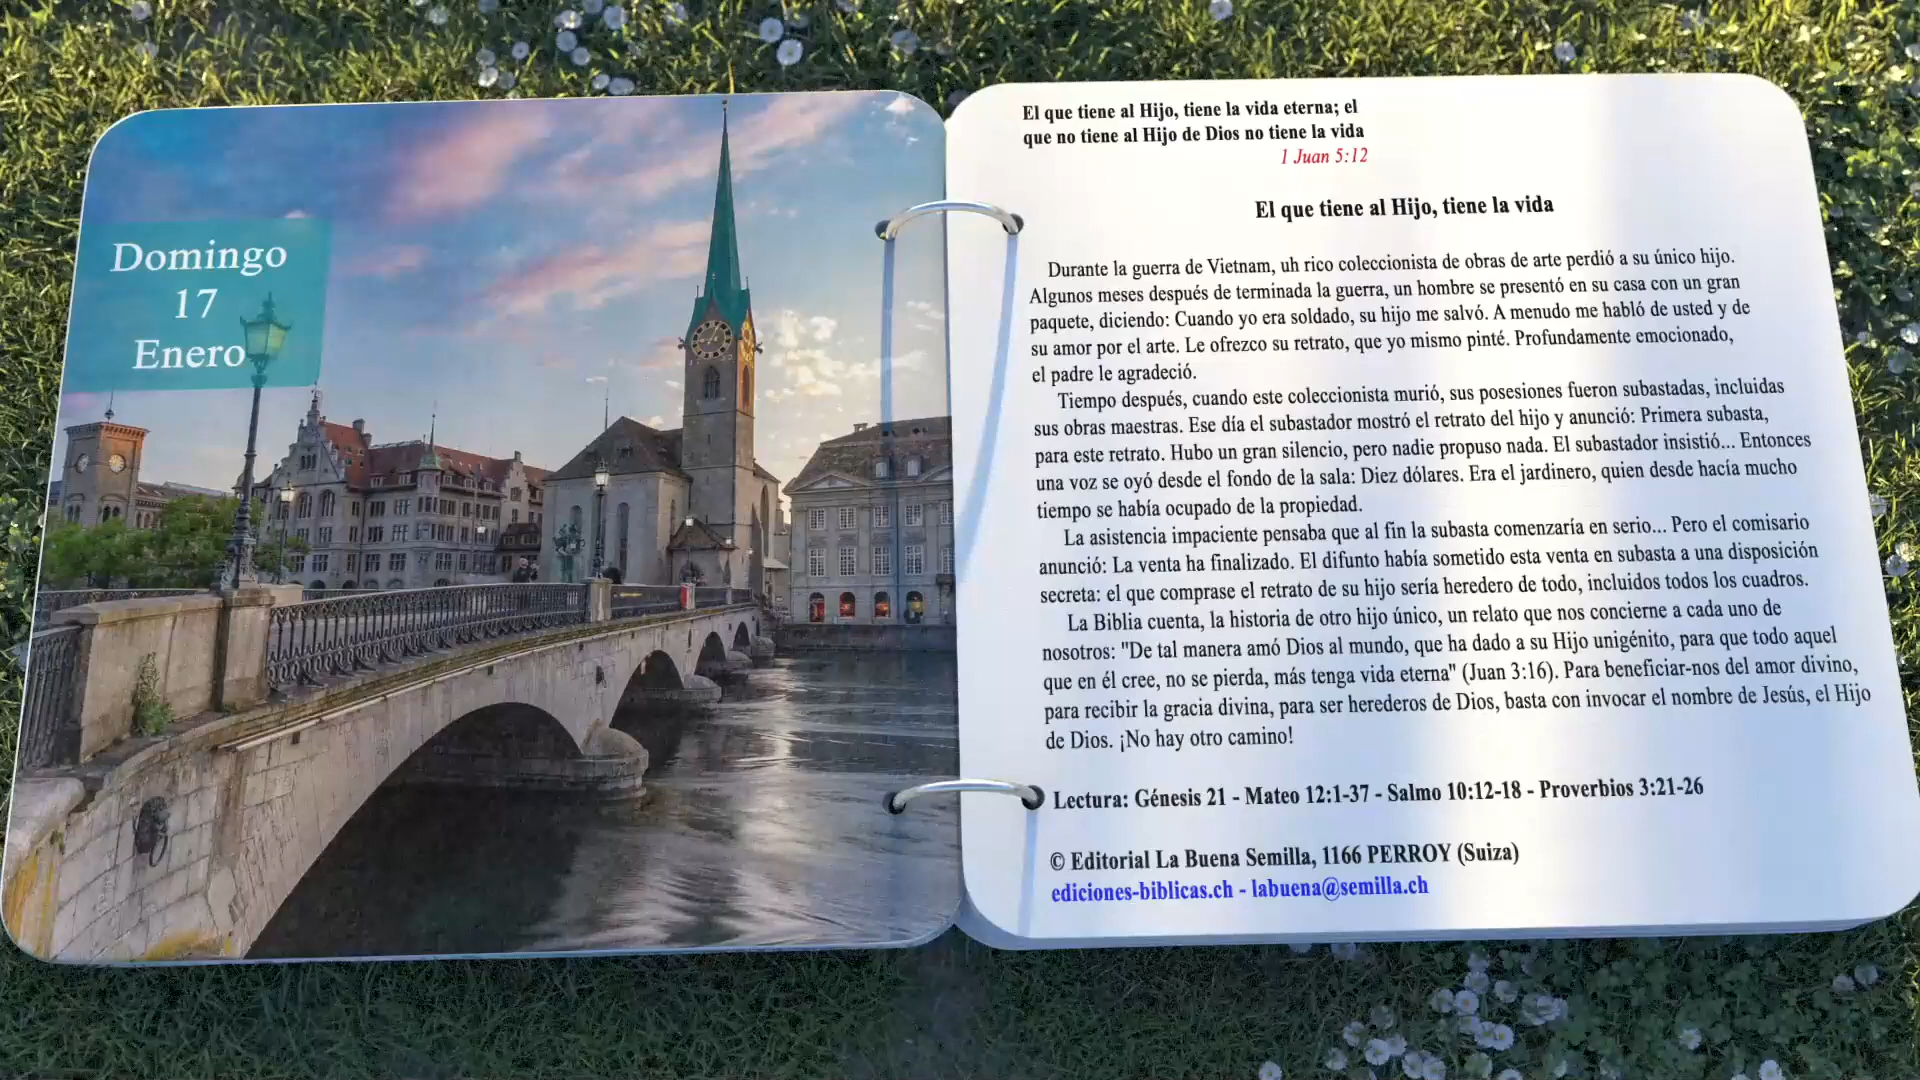 Domingo
17
Enero
El que tiene al Hijo, tiene la vida eterna; el
que no tiene al Hijo de Dios no tiene la vida
1 Juan 5:12
El que tiene al Hijo, tiene la vida
Durante la guerra de Vietnam, uh rico coleccionista de obras de arte perdió a su único hijo.
Algunos meses después de terminada la guerra, un hombre se presentó en su casa con un gran
paquete, diciendo: Cuando yo era soldado, su hijo me salvó. A menudo me habló de usted y de
su amor por el arte. Le ofrezco su retrato, que yo mismo pinté. Profundamente emocionado,
el padre le agradeció.
Tiempo después, cuando este coleccionista murió, sus posesiones fueron subastadas, incluidas
sus obras maestras. Ese día el subastador mostró el retrato del hijo y anunció: Primera subasta,
para este retrato. Hubo un gran silencio, pero nadie propuso nada. El subastador insistió... Entonces
una voz se oyó desde el fondo de la sala: Diez dólares. Era el jardinero, quien desde hacía mucho
tiempo se había ocupado de la propiedad.
La asistencia impaciente pensaba que al fin la subasta comenzaría en serio... Pero el comisario
anunció: La venta ha finalizado. El difunto había sometido esta venta en subasta a una disposición
secreta: el que comprase el retrato de su hijo sería heredero de todo, incluidos todos los cuadros.
La Biblia cuenta, la historia de otro hijo único, un relato que nos concierne a cada uno de
nosotros: "De tal manera amó Dios al mundo, que ha dado a su Hijo unigénito, para que todo aquel
que en él cree, no se pierda, más tenga vida eterna" (Juan 3:16). Para beneficiar-nos del amor divino,
para recibir la gracia divina, para ser herederos de Dios, basta con invocar el nombre de Jesús, el Hijo
de Dios. ¡No hay otro camino!
Lectura: Génesis 21 - Mateo 12:1-37 - Salmo 10:12-18 - Proverbios 3:21-26
© Editorial La Buena Semilla, 1166 PERROY (Suiza)
ediciones-biblicas.ch - labuena@semilla.ch